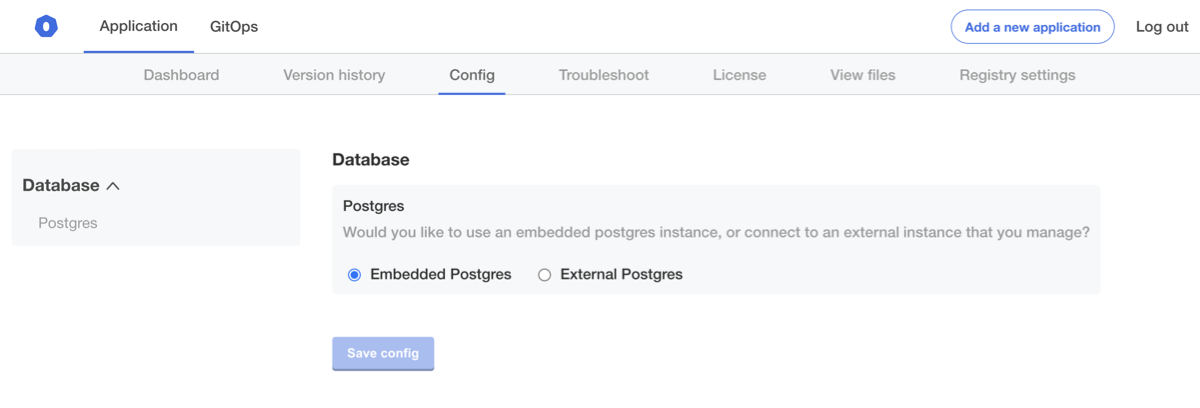 Application GitOps Add a new application Log out
Dashboard Version history Config Troubleshoot License View files Registry settings
Database
Postgres
Database
Postgres
Would you like to use an embedded postgres instance, or connect to an external instance that you manage?
Embedded Postgres External Postgres
Save config